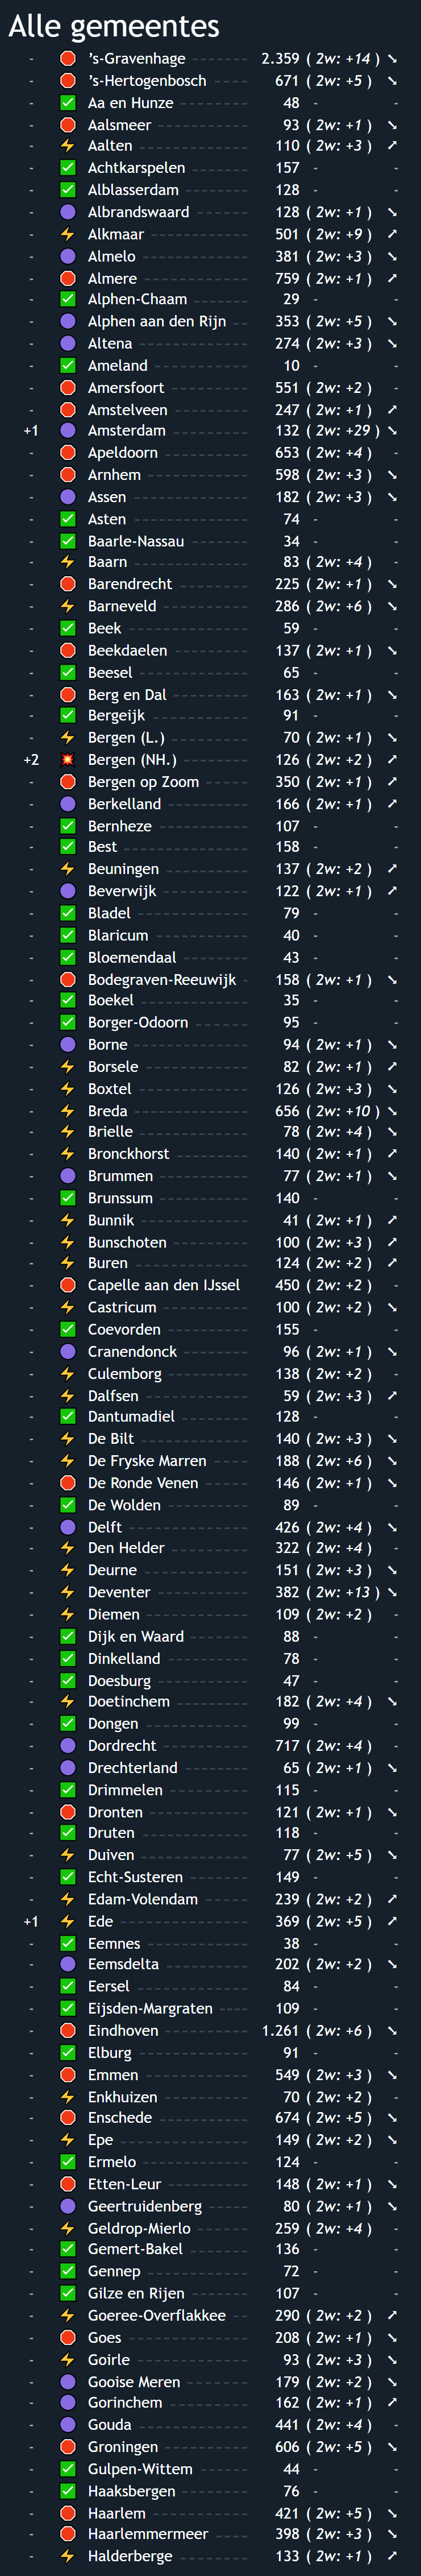 Alle gemeentes
- 's-Gravenhage 2.359 ( 2w: +14 ) ➘
- 's-Hertogenbosch 671 ( 2w: +5 ) ➘
- Aa en Hunze 48 - -
- Aalsmeer 93 ( 2w: +1 ) ➘
- Aalten 110 ( 2w: +3 ) ➚
- Achtkarspelen 157 - -
- Alblasserdam 128 - -
- Albrandswaard 128 ( 2w: +1 ) ➘
- Alkmaar 501 ( 2w: +9 ) ➚
- Almelo 381 ( 2w: +3 ) ➘
- Almere 759 ( 2w: +1 ) ➚
- Alphen-Chaam 29 - -
- Alphen aan den Rijn 353 ( 2w: +5 ) ➘
- Altena 274 ( 2w: +3 ) ➘
- Ameland 10 - -
- Amersfoort 551 ( 2w: +2 ) -
- Amstelveen 247 ( 2w: +1 ) ➚
+1 Amsterdam 132 ( 2w: +29 ) ➘
- Apeldoorn 653 ( 2w: +4 ) -
- Arnhem 598 ( 2w: +3 ) ➘
- Assen 182 ( 2w: +3 ) ➘
- Asten 74 - -
- Baarle-Nassau 34 - -
- Baarn 83 ( 2w: +4 ) -
- Barendrecht 225 ( 2w: +1 ) ➘
- Barneveld 286 ( 2w: +6 ) ➘
- Beek 59 - -
- Beekdaelen 137 ( 2w: +1 ) ➘
- Beesel 65 - -
- Berg en Dal 163 ( 2w: +1 ) ➘
- Bergeijk 91 - -
- Bergen (L.) 70 ( 2w: +1 ) ➘
+2 Bergen (NH.) 126 ( 2w: +2 ) ➚
- Bergen op Zoom 350 ( 2w: +1 ) ➚
- Berkelland 166 ( 2w: +1 ) ➚
- Bernheze 107 - -
- Best 158 - -
- Beuningen 137 ( 2w: +2 ) ➚
- Beverwijk 122 ( 2w: +1 ) ➚
- Bladel 79 - -
- Blaricum 40 - -
- Bloemendaal 43 - -
- Bodegraven-Reeuwijk 158 ( 2w: +1 ) ➘
- Boekel 35 - -
- Borger-Odoorn 95 - -
- Borne 94 ( 2w: +1 ) ➘
- Borsele 82 ( 2w: +1 ) ➚
- Boxtel 126 ( 2w: +3 ) ➘
- Breda 656 ( 2w: +10 ) ➘
- Brielle 78 ( 2w: +4 ) ➘
- Bronckhorst 140 ( 2w: +1 ) ➚
- Brummen 77 ( 2w: +1 ) ➘
- Brunssum 140 - -
- Bunnik 41 ( 2w: +1 ) ➚
- Bunschoten 100 ( 2w: +3 ) ➚
- Buren 124 ( 2w: +2 ) ➚
- Capelle aan den IJssel 450 ( 2w: +2 ) -
- Castricum 100 ( 2w: +2 ) ➘
- Coevorden 155 - -
- Cranendonck 96 ( 2w: +1 ) ➘
- Culemborg 138 ( 2w: +2 ) -
- Dalfsen 59 ( 2w: +3 ) ➚
- Dantumadiel 128 - -
- De Bilt 140 ( 2w: +3 ) ➘
- De Fryske Marren 188 ( 2w: +6 ) ➘
- De Ronde Venen 146 ( 2w: +1 ) ➘
- De Wolden 89 - -
- Delft 426 ( 2w: +4 ) ➘
- Den Helder 322 ( 2w: +4 ) -
- Deurne 151 ( 2w: +3 ) ➘
- Deventer 382 ( 2w: +13 ) ➘
- Diemen 109 ( 2w: +2 ) -
- Dijk en Waard 88 - -
- Dinkelland 78 - -
- Doesburg 47 - -
- Doetinchem 182 ( 2w: +4 ) ➘
- Dongen 99 - -
- Dordrecht 717 ( 2w: +4 ) -
- Drechterland 65 ( 2w: +1 ) ➘
- Drimmelen 115 - -
- Dronten 121 ( 2w: +1 ) ➘
- Druten 118 - -
- Duiven 77 ( 2w: +5 ) ➘
- Echt-Susteren 149 - -
- Edam-Volendam 239 ( 2w: +2 ) ➚
+1 Ede 369 ( 2w: +5 ) ➚
- Eemnes 38 - -
- Eemsdelta 202 ( 2w: +2 ) ➘
- Eersel 84 - -
- Eijsden-Margraten 109 - -
- Eindhoven 1.261 ( 2w: +6 ) ➘
- Elburg 91 - -
- Emmen 549 ( 2w: +3 ) ➘
- Enkhuizen 70 ( 2w: +2 ) -
- Enschede 674 ( 2w: +5 ) ➘
- Epe 149 ( 2w: +2 ) ➘
- Ermelo 124 - -
- Etten-Leur 148 ( 2w: +1 ) ➘
- Geertruidenberg 80 ( 2w: +1 ) ➘
- Geldrop-Mierlo 259 ( 2w: +4 ) -
- Gemert-Bakel 136 - -
- Gennep 72 - -
- Gilze en Rijen 107 - -
- Goeree-Overflakkee 290 ( 2w: +2 ) ➚
- Goes 208 ( 2w: +1 ) ➘
- Goirle 93 ( 2w: +3 ) ➘
- Gooise Meren 179 ( 2w: +2 ) ➘
- Gorinchem 162 ( 2w: +1 ) ➚
- Gouda 441 ( 2w: +4 ) -
- Groningen 606 ( 2w: +5 ) ➘
- Gulpen-Wittem 44 - -
- Haaksbergen 76 - -
- Haarlem 421 ( 2w: +5 ) ➘
- Haarlemmermeer 398 ( 2w: +3 ) ➘
- Halderberge 133 ( 2w: +1 ) ➚